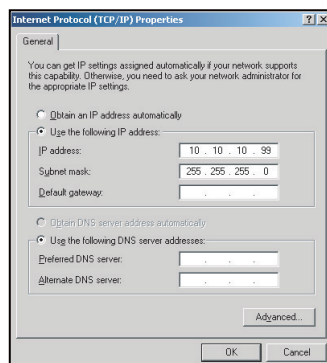 Internet Protocol (TCP/IP) Properties
General
You can get IP settings assigned automatically if your network supports
this capability. Otherwise, you need to ask your network administrator for
the appropriate IP settings.
Obtain an IP address automatically
Use the following IP address:
IP address: 10 . 10 . 10 . 99
Subnet mask: 255 . 255 . 255 . 0
Default gateway: . . .
Obtain DNS server address automatically
Use the following DNS server addresses:
Preferred DNS server: . . .
Alternate DNS server: . . .
Advanced...
OK Cancel